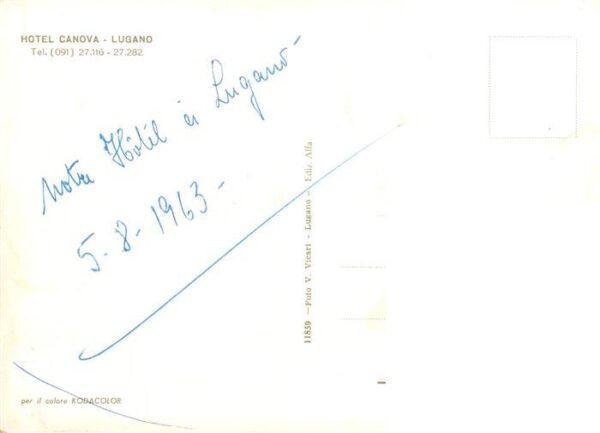 HOTEL CANOVA - LUGANO
Tel. (091) 27.116 - 27.282
Notre Hôtel à Lugano -
5-8-1963-
11859 — Foto V. Vicari - Lugano - Ediz. Alfa
per il colore KODACOLOR